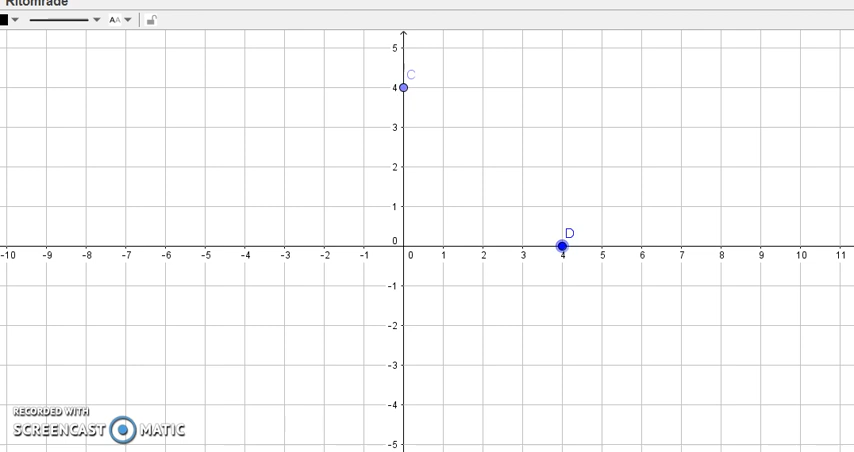 Ritområde
AA
5
C
4
3
2
1
D
0
-10 -9 -8 -7 -6 -5 -4 -3 -2 -1 0 1 2 3 4 5 6 7 8 9 10 11
-1
-2
-3
-4
-5
RECORDED WITH
SCREENCAST MATIC